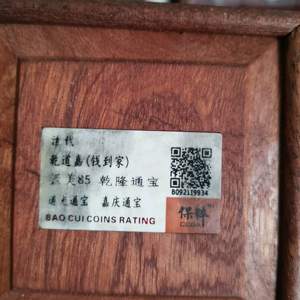 清代
乾道嘉(钱到家)
美85 乾隆通宝
道光通宝 嘉庆通宝
BAO CUI COINS RATING
8092119934
保粹